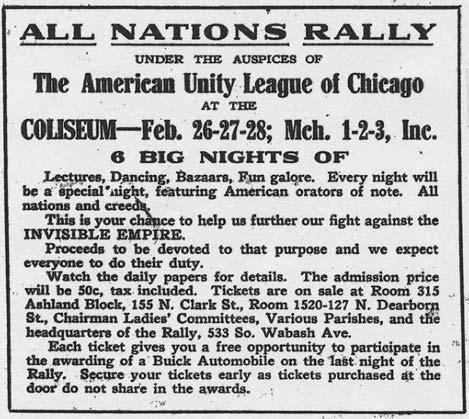 ALL NATIONS RALLY
UNDER THE AUSPICES OF
The American Unity League of Chicago
AT THE
COLISEUM—Feb. 26-27-28; Mch. 1-2-3, Inc.
6 BIG NIGHTS OF
Lectures, Dancing, Bazaars, Fun galore. Every night will
be a special night, featuring American orators of note. All
nations and creeds.
This is your chance to help us further our fight against the
INVISIBLE EMPIRE.
Proceeds to be devoted to that purpose and we expect
everyone to do their duty.
Watch the daily papers for details. The admission price
will be 50c, tax included. Tickets are on sale at Room 315
Ashland Block, 155 N. Clark St., Room 1520-127 N. Dearborn
St., Chairman Ladies' Committees, Various Parishes, and the
headquarters of the Rally, 533 So. Wabash Ave.
Each ticket gives you a free opportunity to participate in
the awarding of a Buick Automobile on the last night of the
Rally. Secure your tickets early as tickets purchased at the
door do not share in the awards.